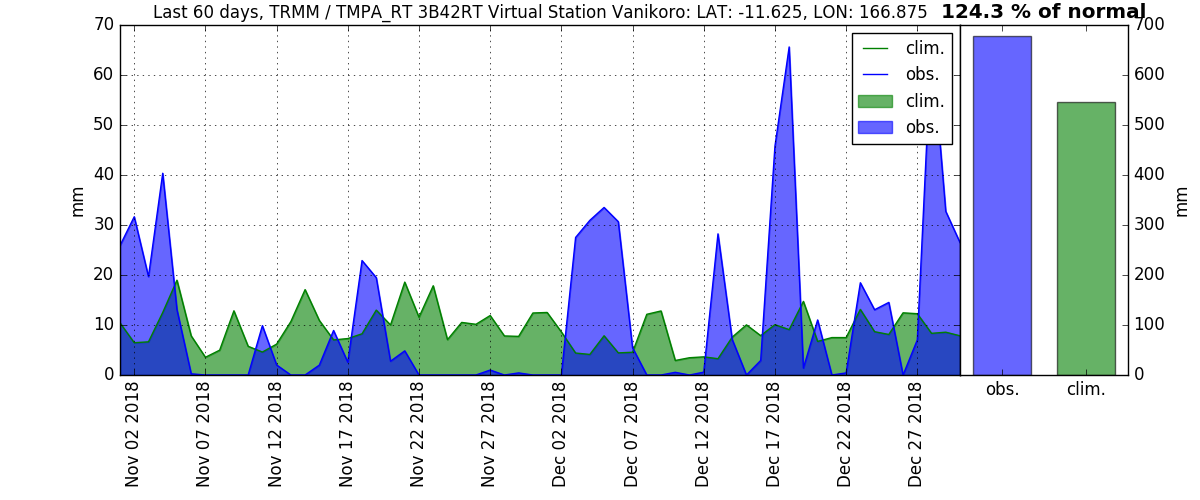 Last 60 days, TRMM / TMPA_RT 3B42RT Virtual Station Vanikoro: LAT: -11.625, LON: 166.875 124.3 % of normal
70
60
50
40
30
20
10
0
mm
clim.
obs.
clim.
obs.
Nov 02 2018
Nov 07 2018
Nov 12 2018
Nov 17 2018
Nov 22 2018
Nov 27 2018
Dec 02 2018
Dec 07 2018
Dec 12 2018
Dec 17 2018
Dec 22 2018
Dec 27 2018
700
600
500
400
300
200
100
0
mm
obs.
clim.